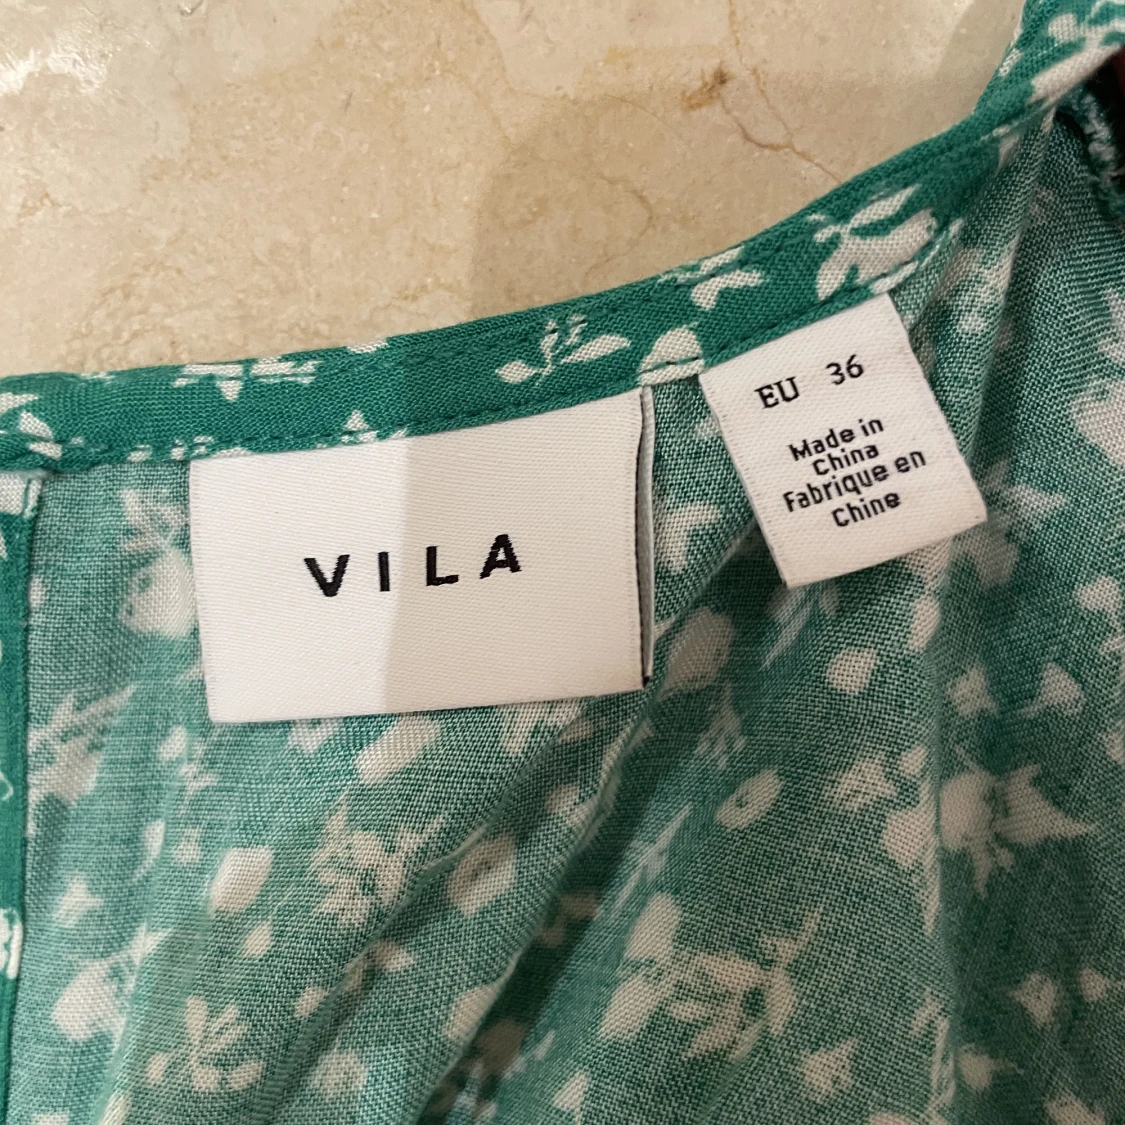 VILA
EU 36
Made in
China
Fabrique en
Chine